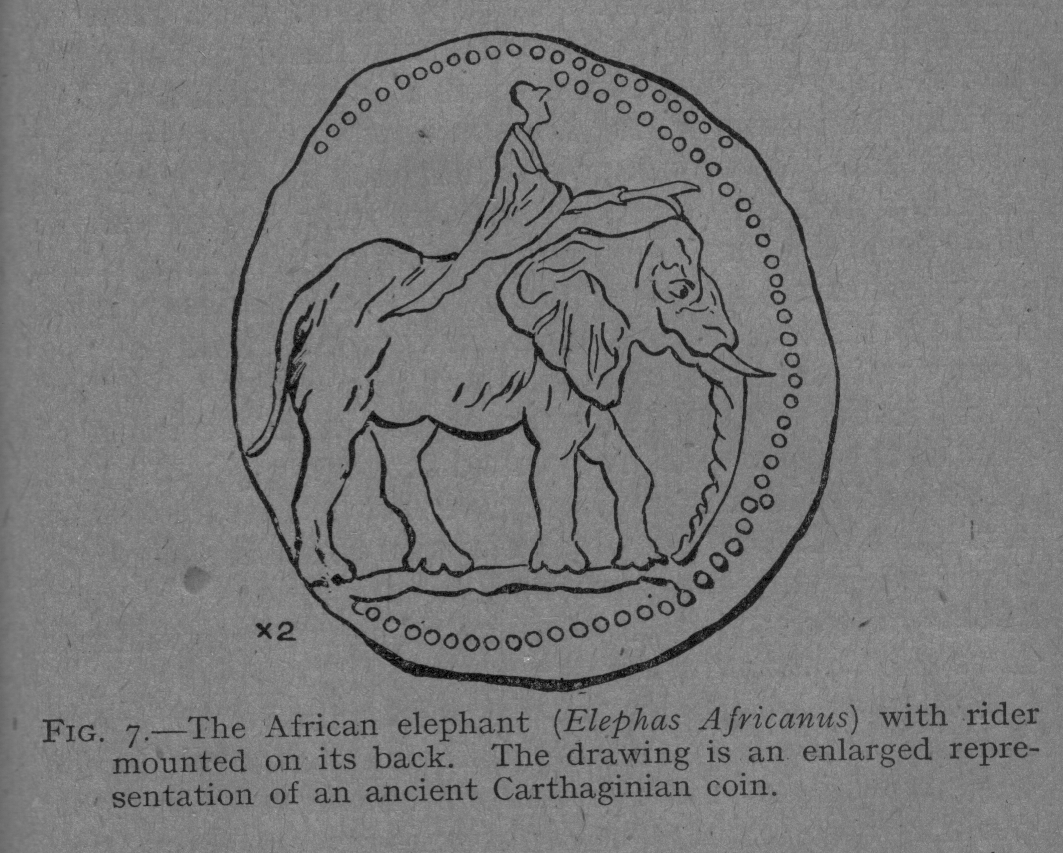 ×2
FIG. 7.—The African elephant (Elephas Africanus) with rider
mounted on its back. The drawing is an enlarged repre-
sentation of an ancient Carthaginian coin.